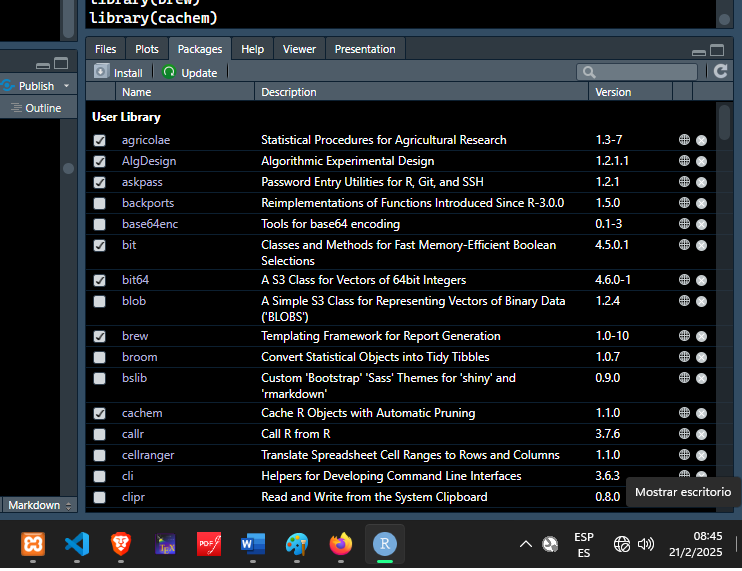 library(brew)
library(cachem)
Files Plots Packages Help Viewer Presentation
Publish
Install Update
Outline
Name Description Version
User Library
agricolae Statistical Procedures for Agricultural Research 1.3-7
AlgDesign Algorithmic Experimental Design 1.2.1.1
askpass Password Entry Utilities for R, Git, and SSH 1.2.1
backports Reimplementations of Functions Introduced Since R-3.0.0 1.5.0
base64enc Tools for base64 encoding 0.1-3
bit Classes and Methods for Fast Memory-Efficient Boolean 4.5.0.1
Selections
bit64 A S3 Class for Vectors of 64bit Integers 4.6.0-1
blob A Simple S3 Class for Representing Vectors of Binary Data 1.2.4
('BLOBS')
brew Templating Framework for Report Generation 1.0-10
broom Convert Statistical Objects into Tidy Tibbles 1.0.7
bslib Custom 'Bootstrap' 'Sass' Themes for 'shiny' and 0.9.0
'rmarkdown'
cachem Cache R Objects with Automatic Pruning 1.1.0
callr Call R from R 3.7.6
cellranger Translate Spreadsheet Cell Ranges to Rows and Columns 1.1.0
cli Helpers for Developing Command Line Interfaces 3.6.3
clipr Read and Write from the System Clipboard 0.8.0
Mostrar escritorio
Markdown
PDF W R ESP 08:45
ES 21/2/2025